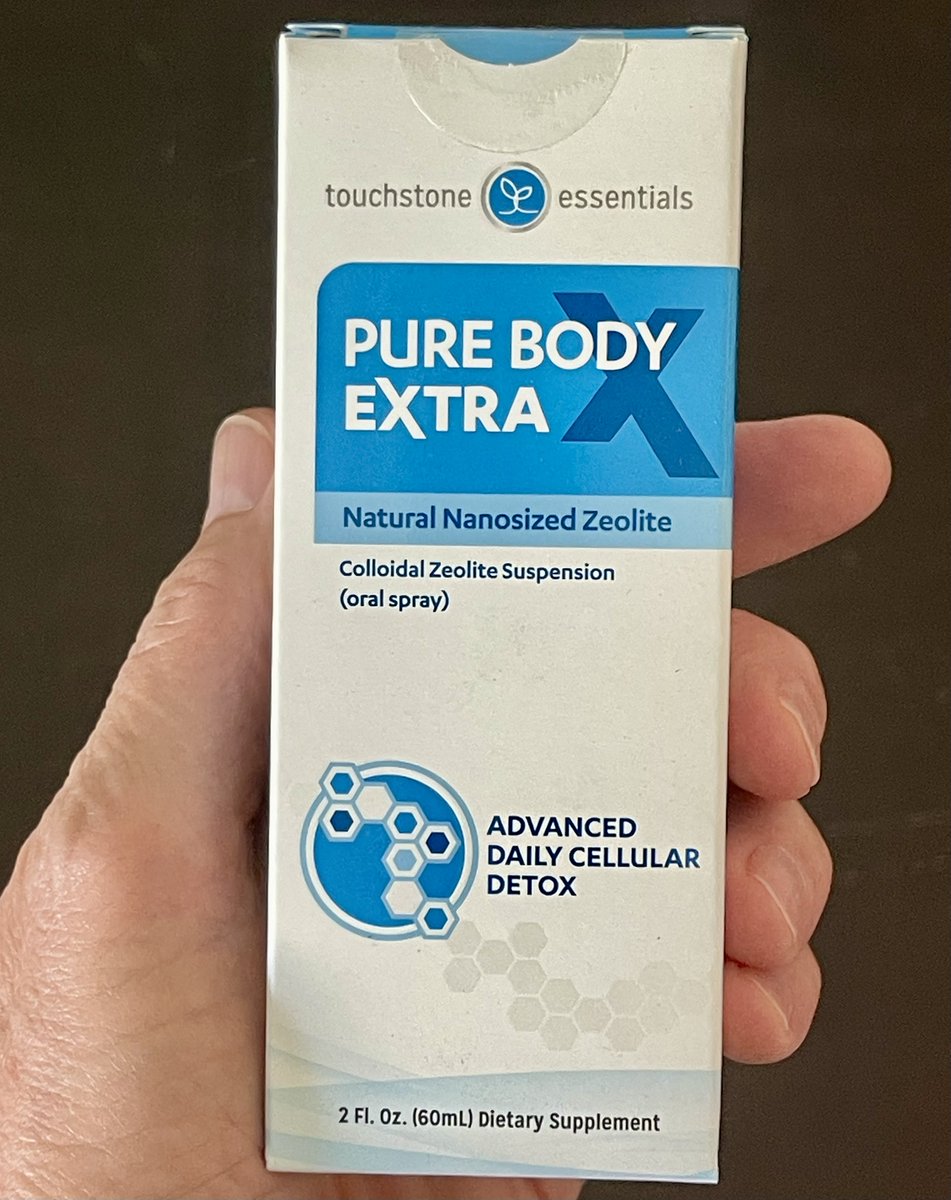 touchstone essentials
PURE BODY
EXTRA X
Natural Nanosized Zeolite
Colloidal Zeolite Suspension
(oral spray)
ADVANCED
DAILY CELLULAR
DETOX
2 Fl. Oz. (60mL) Dietary Supplement